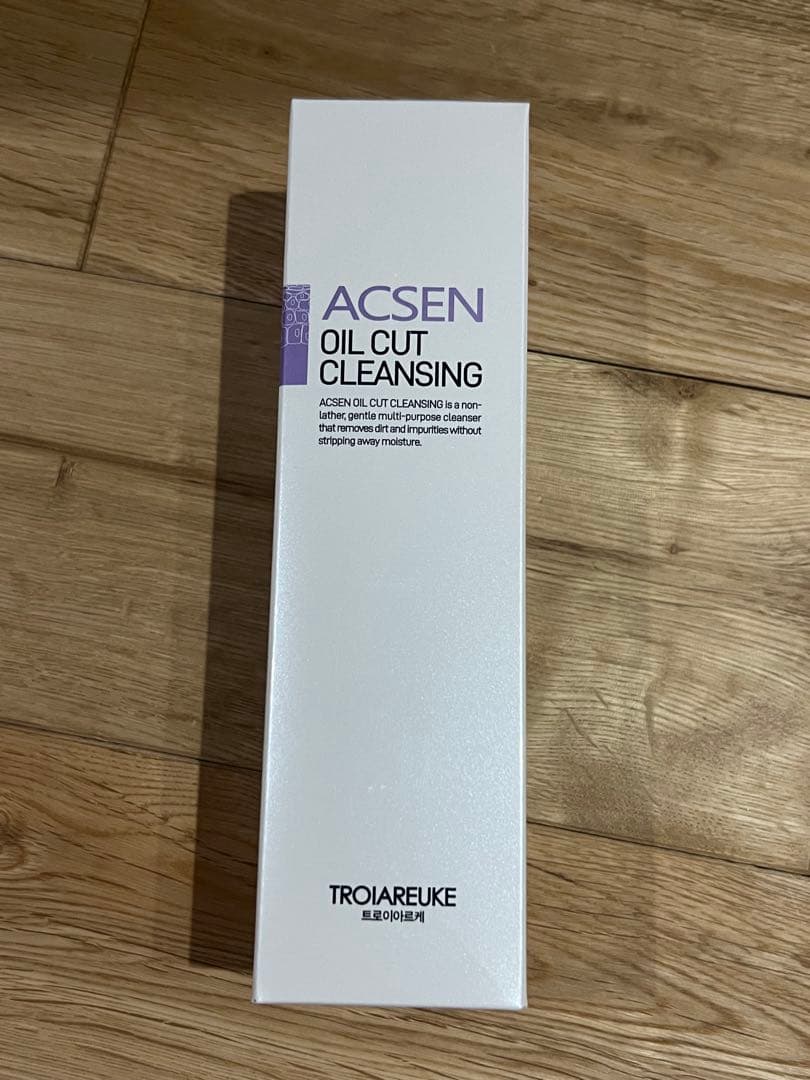 ACSEN
OIL CUT
CLEANSING
ACSEN OIL CUT CLEANSING is a non-
lather, gentle multi-purpose cleanser
that removes dirt and impurities without
stripping away moisture.
TROIAREUKE
트로이아르케